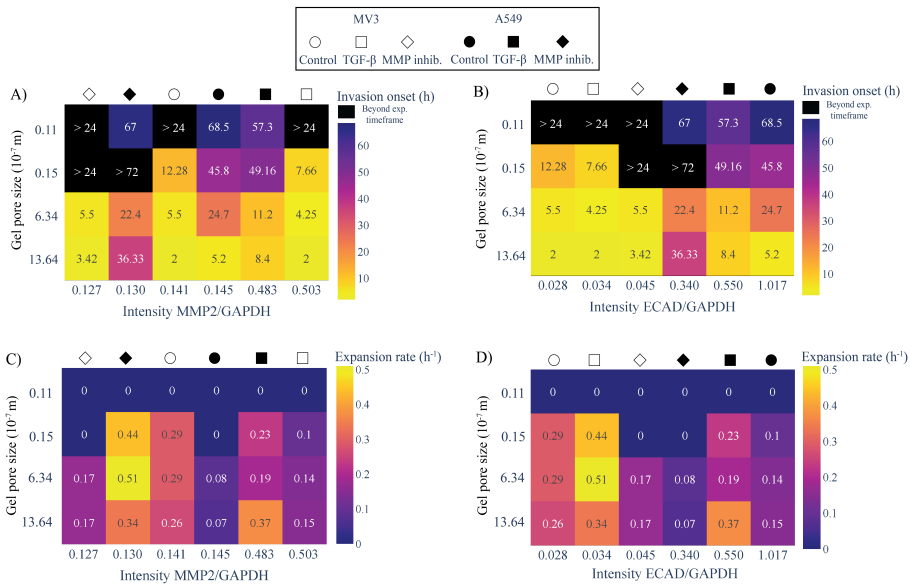 MV3 A549
Control TGF-β MMP inhib. Control TGF-β MMP inhib.
A)
Invasion onset (h)
Beyond exp.
timeframe
Gel pore size (10⁻⁷ m)
0.11 > 24 67 > 24 68.5 57.3 > 24
0.15 > 24 > 72 12.28 45.8 49.16 7.66
6.34 5.5 22.4 5.5 24.7 11.2 4.25
13.64 3.42 36.33 2 5.2 8.4 2
0.127 0.130 0.141 0.145 0.483 0.503
Intensity MMP2/GAPDH
60
50
40
30
20
10
B)
Invasion onset (h)
Beyond exp.
timeframe
Gel pore size (10⁻⁷ m)
0.11 > 24 > 24 > 24 67 57.3 68.5
0.15 12.28 7.66 > 24 > 72 49.16 45.8
6.34 5.5 4.25 5.5 22.4 11.2 24.7
13.64 2 2 3.42 36.33 8.4 5.2
0.028 0.034 0.045 0.340 0.550 1.017
Intensity ECAD/GAPDH
60
50
40
30
20
10
C)
Expansion rate (h⁻¹)
Gel pore size (10⁻⁷ m)
0.11 0 0 0 0 0 0
0.15 0 0.44 0.29 0 0.23 0.1
6.34 0.17 0.51 0.29 0.08 0.19 0.14
13.64 0.17 0.34 0.26 0.07 0.37 0.15
0.127 0.130 0.141 0.145 0.483 0.503
Intensity MMP2/GAPDH
0.5
0.4
0.3
0.2
0.1
0
D)
Expansion rate (h⁻¹)
Gel pore size (10⁻⁷ m)
0.11 0 0 0 0 0 0
0.15 0.29 0.44 0 0 0.23 0.1
6.34 0.29 0.51 0.17 0.08 0.19 0.14
13.64 0.26 0.34 0.17 0.07 0.37 0.15
0.028 0.034 0.045 0.340 0.550 1.017
Intensity ECAD/GAPDH
0.5
0.4
0.3
0.2
0.1
0